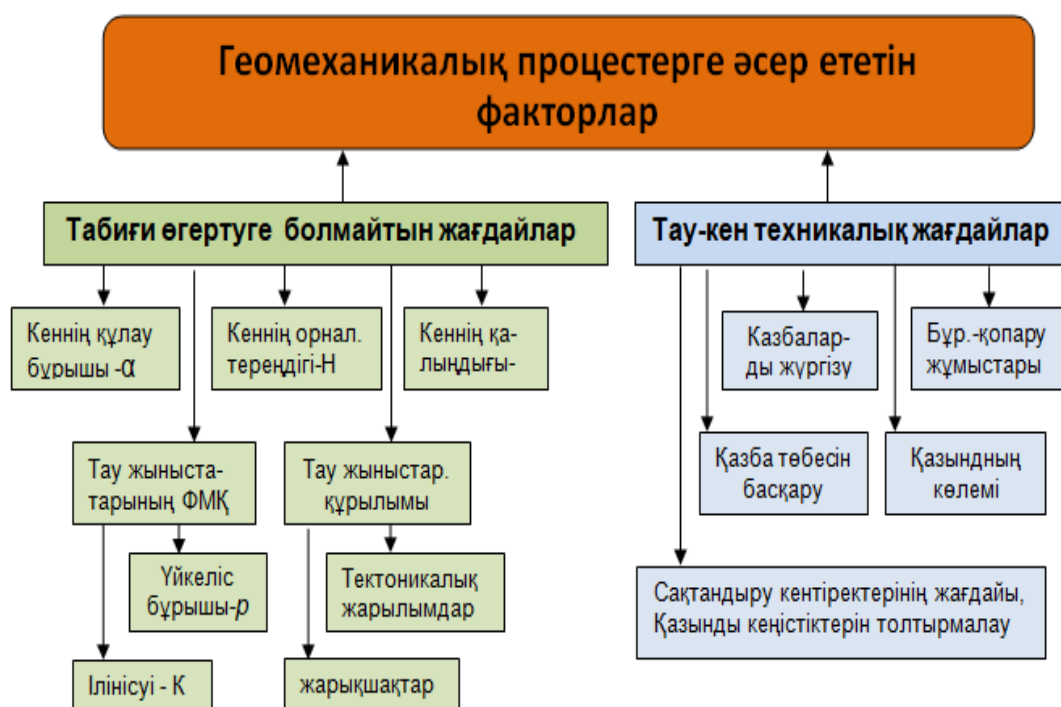 Геомеханикалық процестерге әсер ететін
факторлар
Табиғи өгертуге болмайтын жағдайлар
Тау-кен техникалық жағдайлар
Кеннің құлау
бұрышы -α
Кеннің орнал.
тереңдігі-Н
Кеннің қа-
лыңдығы-
Казбалар-
ды жүргізу
Бұр.-қопару
жұмыстары
Тау жыныста-
тарының ФМҚ
Тау жыныстар.
құрылымы
Қазба төбесін
басқару
Қазындның
көлемі
Үйкеліс
бұрышы-р
Тектоникалық
жарылымдар
Сақтандыру кентіректерінің жағдайы,
Қазынды кеңістіктерін толтырмалау
Ілінісуі - К
жарықшақтар